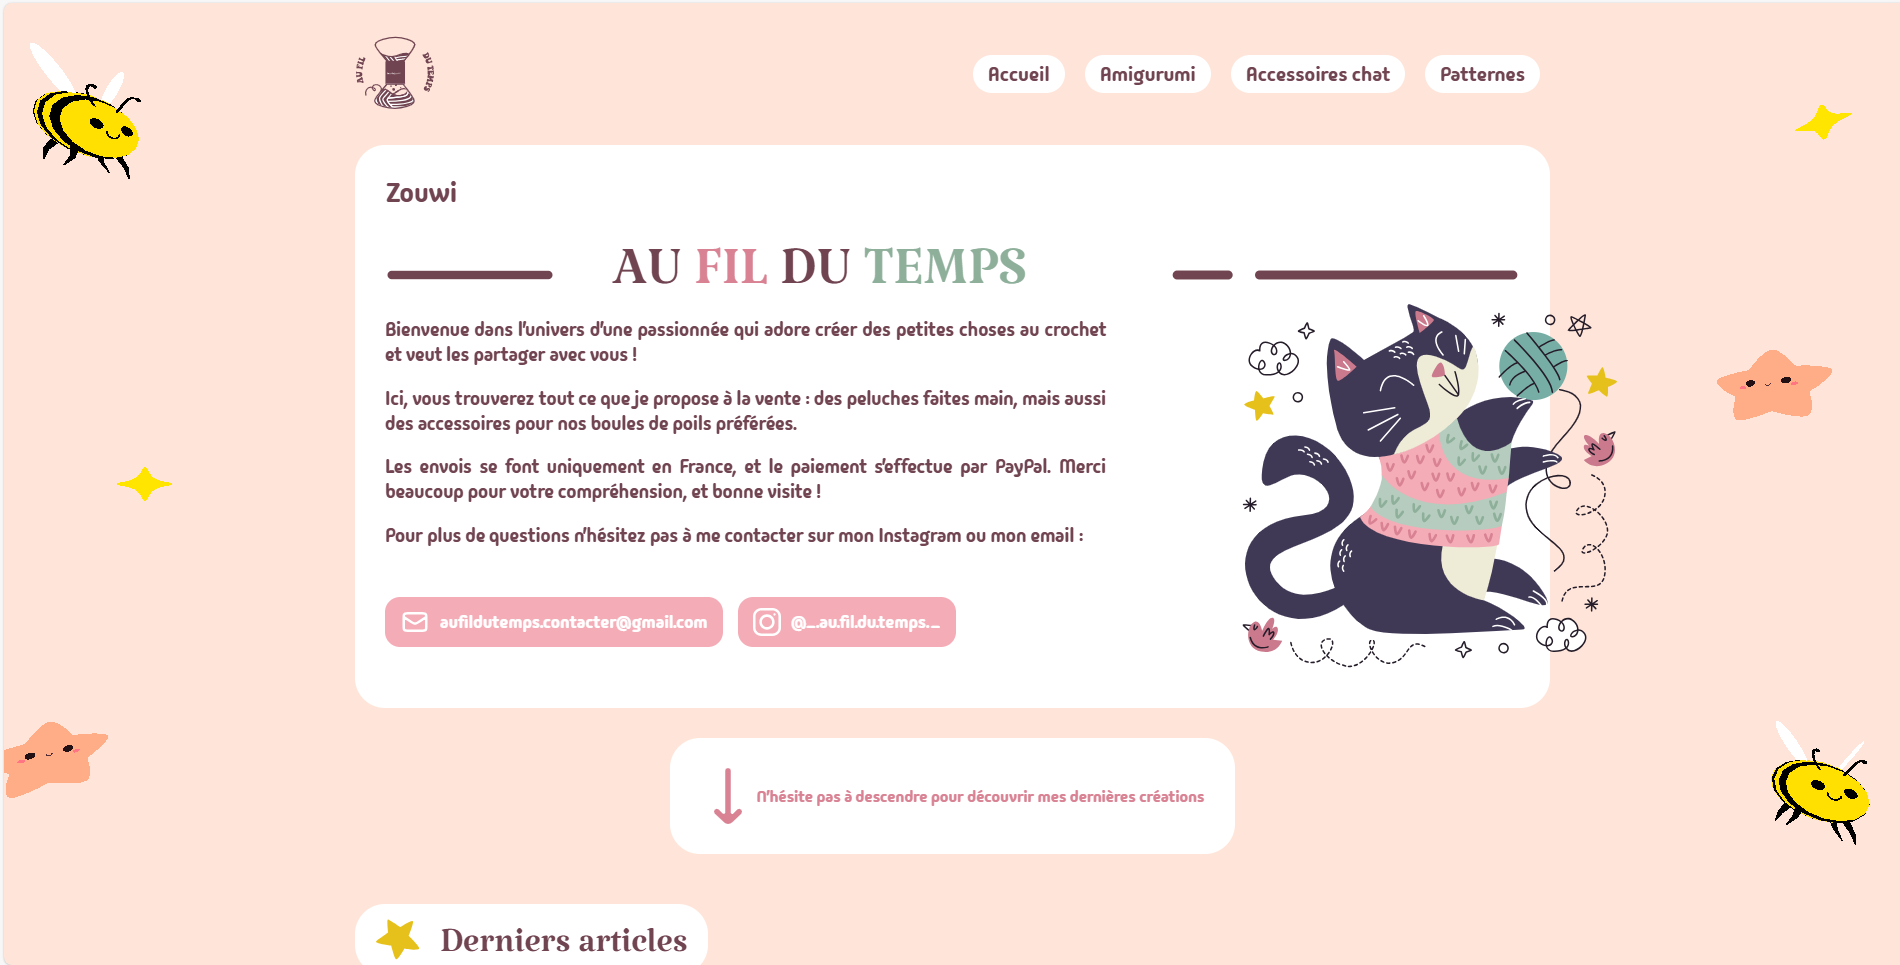 AU FIL
DU TEMPS
Accueil
Amigurumi
Accessoires chat
Patternes
Zouwi
AU FIL DU TEMPS
Bienvenue dans l'univers d'une passionnée qui adore créer des petites choses au crochet
et veut les partager avec vous !
Ici, vous trouverez tout ce que je propose à la vente : des peluches faites main, mais aussi
des accessoires pour nos boules de poils préférées.
Les envois se font uniquement en France, et le paiement s'effectue par PayPal. Merci
beaucoup pour votre compréhension, et bonne visite !
Pour plus de questions n'hésitez pas à me contacter sur mon Instagram ou mon email :
aufildutemps.contacter@gmail.com
@_.au.fil.du.temps._
N'hésite pas à descendre pour découvrir mes dernières créations
Derniers articles